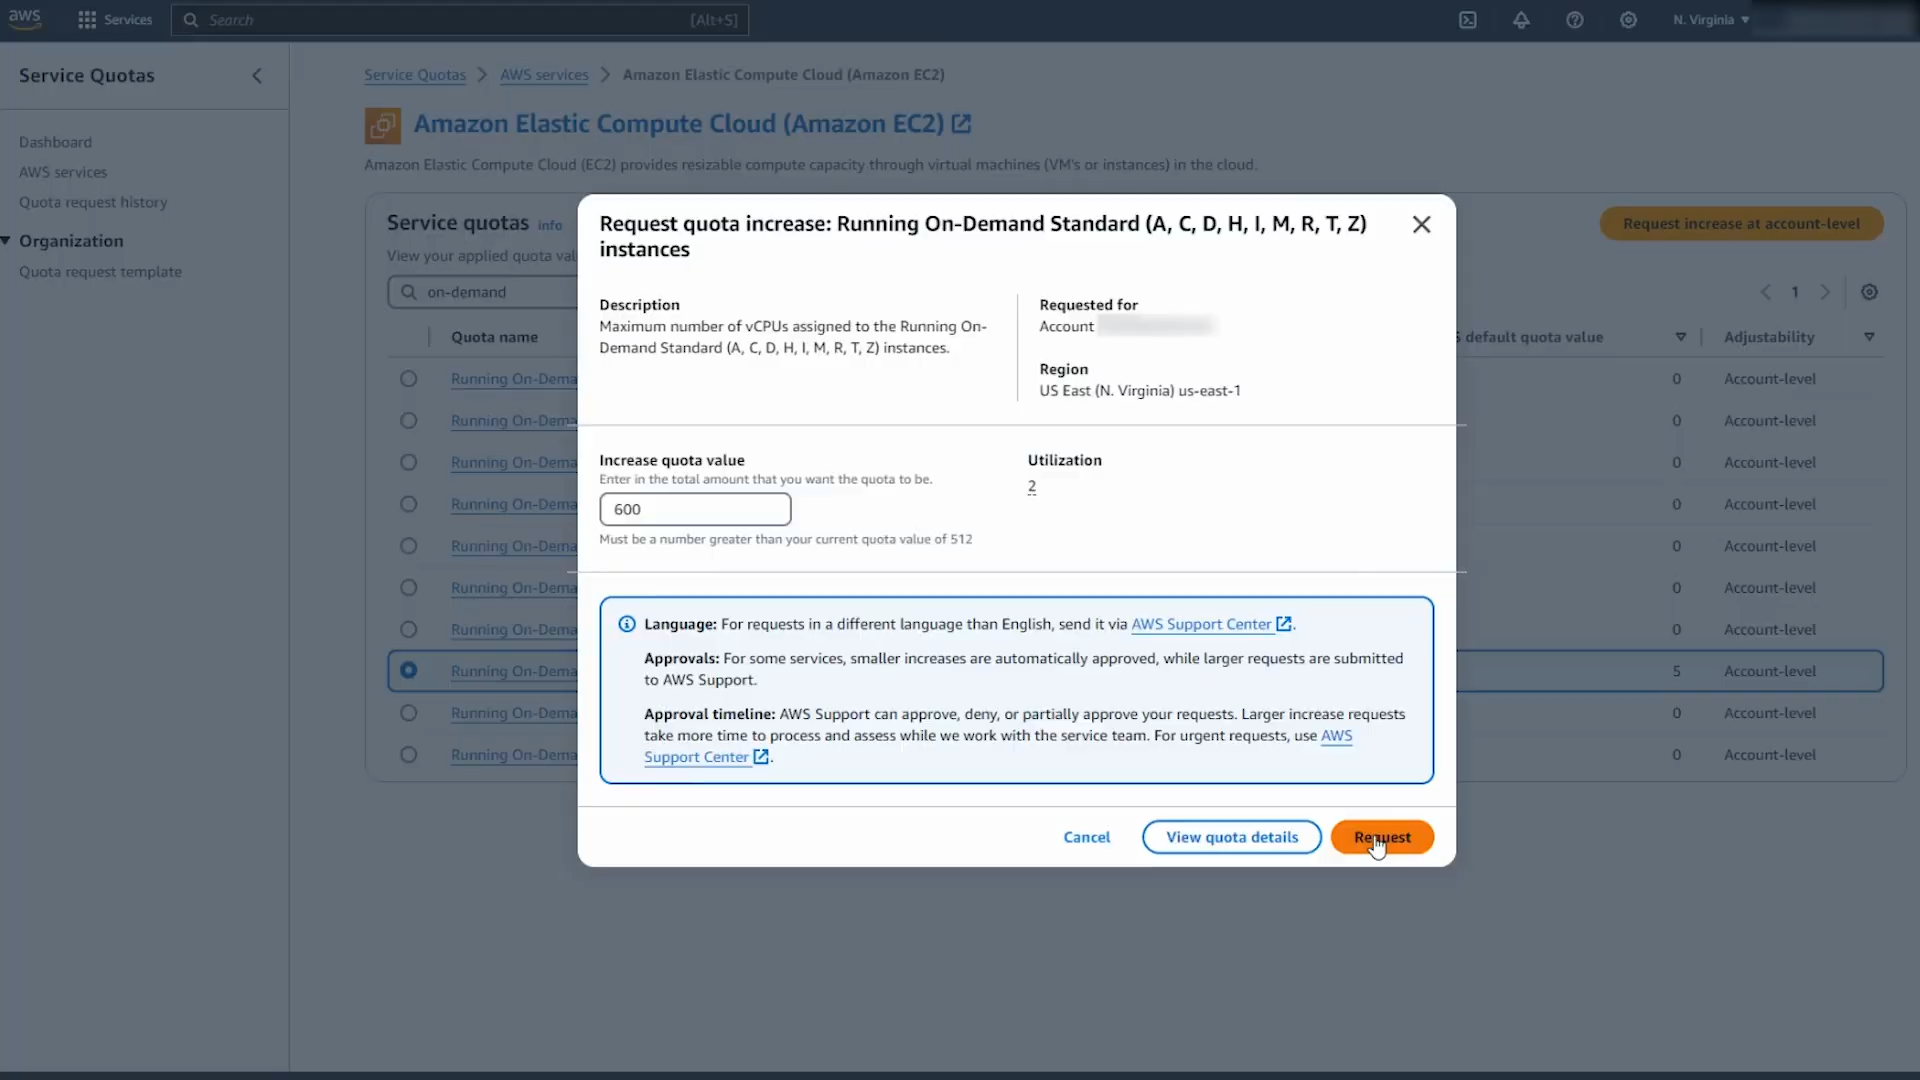 aws
Services
Search
[Alt+S]
N. Virginia
Service Quotas
Dashboard
AWS services
Quota request history
Organization
Quota request template
Service Quotas
AWS services
Amazon Elastic Compute Cloud (Amazon EC2)
Amazon Elastic Compute Cloud (Amazon EC2)
Amazon Elastic Compute Cloud (EC2) provides resizable compute capacity through virtual machines (VM's or instances) in the cloud.
Service quotas Info
Request increase at account-level
View your applied quota val
on-demand
1
Quota name
default quota value
Adjustability
Running On-Dema
0
Account-level
Running On-Dema
0
Account-level
Running On-Dema
0
Account-level
Running On-Dema
0
Account-level
Running On-Dema
0
Account-level
Running On-Dema
0
Account-level
Running On-Dema
0
Account-level
Running On-Dema
5
Account-level
Running On-Dema
0
Account-level
Running On-Dema
0
Account-level
Request quota increase: Running On-Demand Standard (A, C, D, H, I, M, R, T, Z)
instances
Description
Maximum number of vCPUs assigned to the Running On-
Demand Standard (A, C, D, H, I, M, R, T, Z) instances.
Requested for
Account
Region
US East (N. Virginia) us-east-1
Increase quota value
Enter in the total amount that you want the quota to be.
600
Must be a number greater than your current quota value of 512
Utilization
2
Language: For requests in a different language than English, send it via AWS Support Center.
Approvals: For some services, smaller increases are automatically approved, while larger requests are submitted
to AWS Support.
Approval timeline: AWS Support can approve, deny, or partially approve your requests. Larger increase requests
take more time to process and assess while we work with the service team. For urgent requests, use AWS
Support Center.
Cancel
View quota details
Request